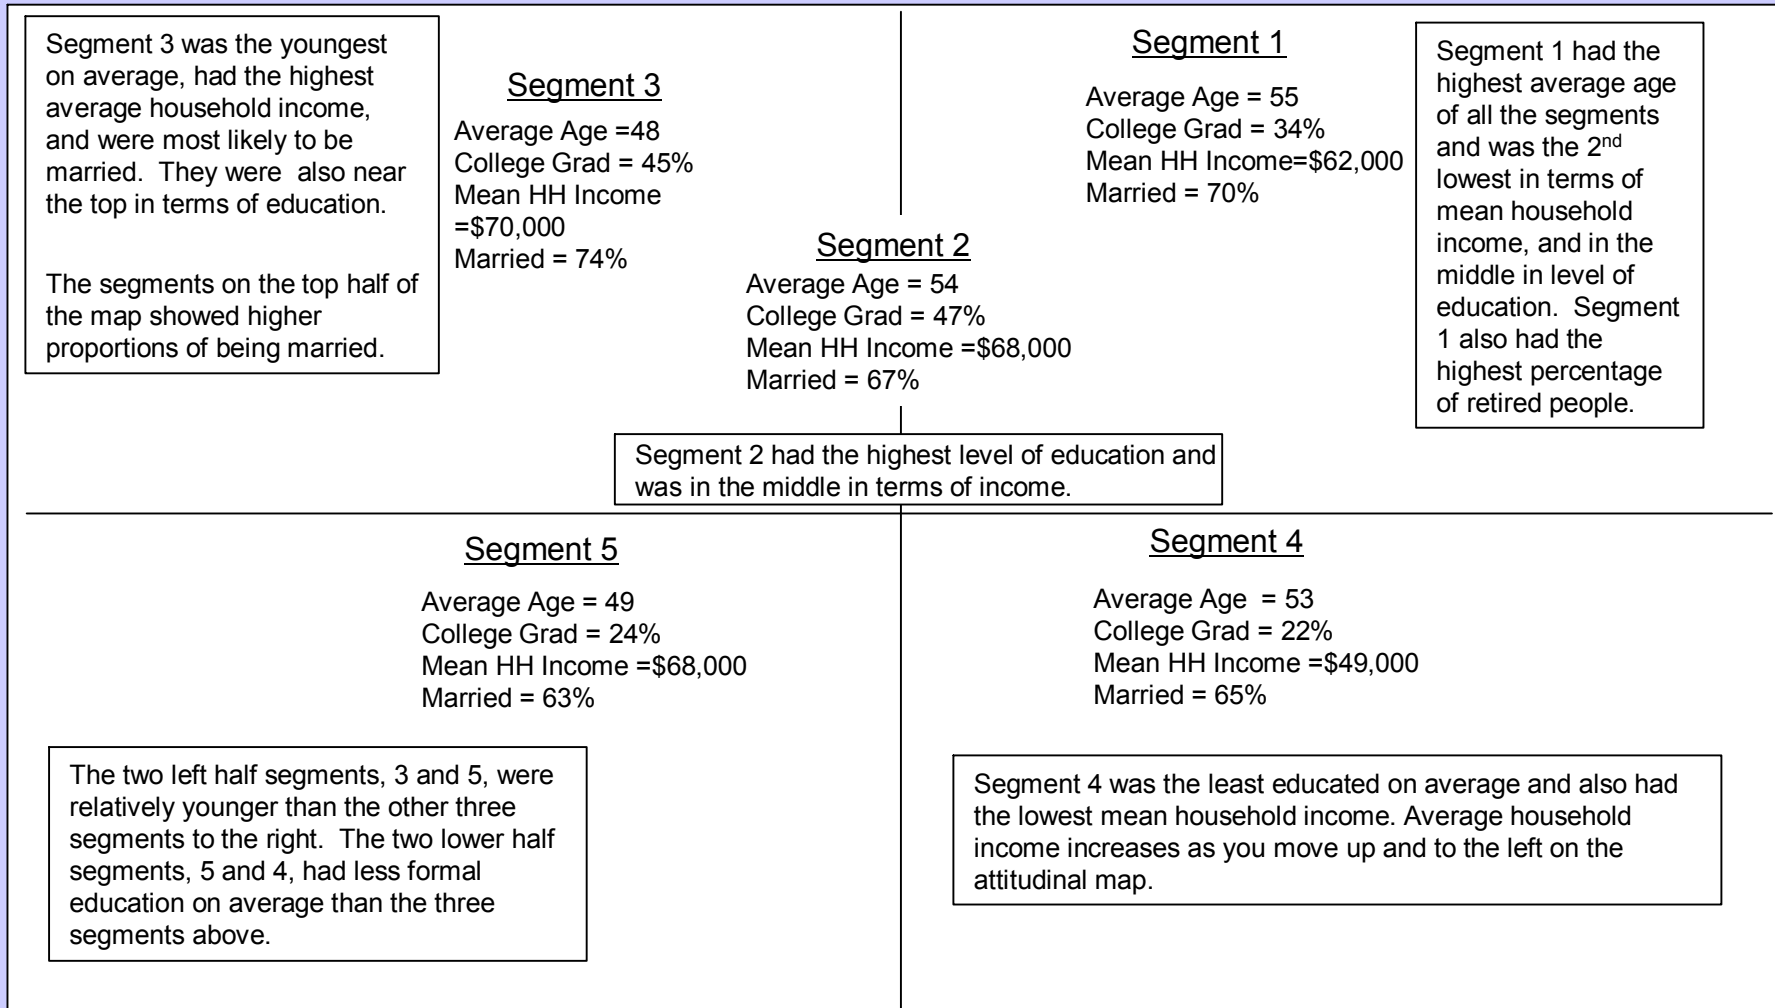 Segment 3 was the youngest
on average, had the highest
average household income,
and were most likely to be
married. They were also near
the top in terms of education.
The segments on the top half of
the map showed higher
proportions of being married.
Segment 3
Average Age =48
College Grad = 45%
Mean HH Income
=$70,000
Married = 74%
Segment 1
Average Age = 55
College Grad = 34%
Mean HH Income=$62,000
Married = 70%
Segment 1 had the
highest average age
of all the segments
and was the 2nd
lowest in terms of
mean household
income, and in the
middle in level of
education. Segment
1 also had the
highest percentage
of retired people.
Segment 2
Average Age = 54
College Grad = 47%
Mean HH Income =$68,000
Married = 67%
Segment 2 had the highest level of education and
was in the middle in terms of income.
Segment 5
Average Age = 49
College Grad = 24%
Mean HH Income =$68,000
Married = 63%
Segment 4
Average Age = 53
College Grad = 22%
Mean HH Income =$49,000
Married = 65%
The two left half segments, 3 and 5, were
relatively younger than the other three
segments to the right. The two lower half
segments, 5 and 4, had less formal
education on average than the three
segments above.
Segment 4 was the least educated on average and also had
the lowest mean household income. Average household
income increases as you move up and to the left on the
attitudinal map.